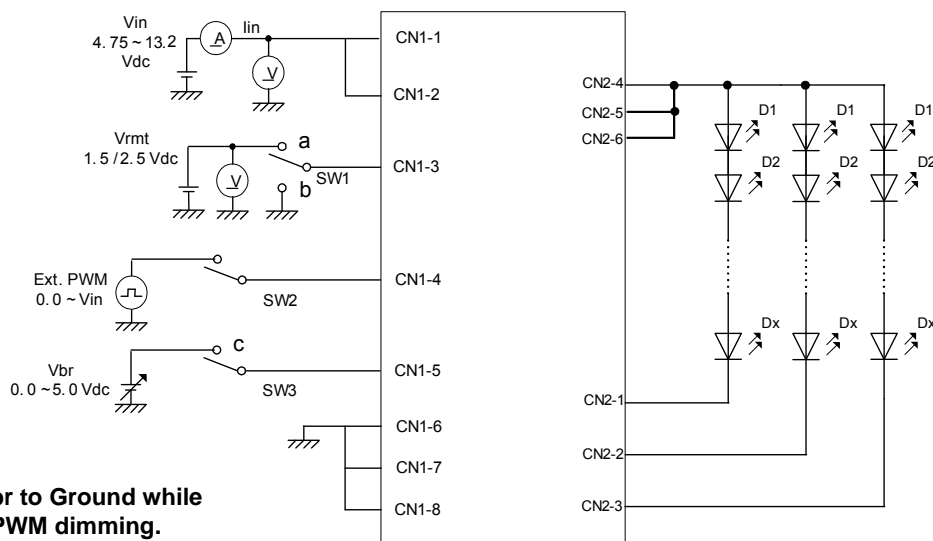 Vin
4.75~13.2
Vdc
A
Iin
V
CN1-1
CN1-2
Vrmt
1.5/2.5 Vdc
V
a
b
SW1
CN1-3
Ext. PWM
0.0~Vin
SW2
CN1-4
Vbr
0.0~5.0 Vdc
c
SW3
CN1-5
CN1-6
CN1-7
CN1-8
or to Ground while
PWM dimming.
CN2-4
CN2-5
CN2-6
D1
D1
D1
D2
D2
D2
Dx
Dx
Dx
CN2-1
CN2-2
CN2-3